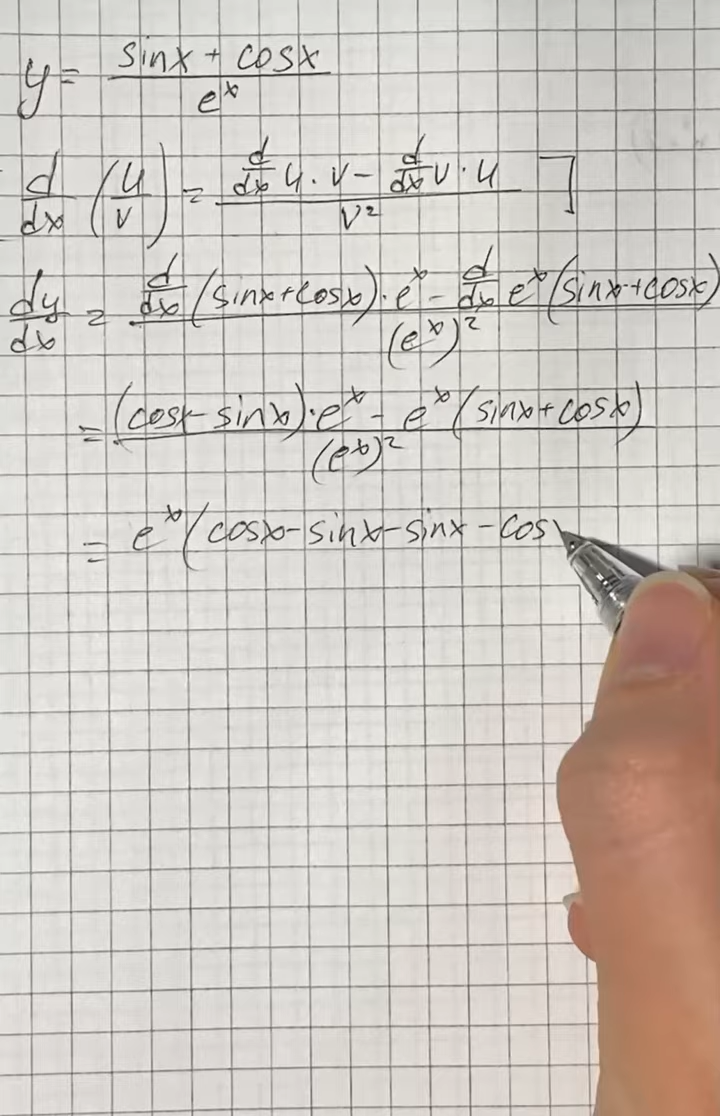 y = (sinx + cosx)/(e^x)
d/dx (u/v) = (d/dx u · v − d/dx v · u)/(v²) ]
dy/dx = (d/dx (sinx+cosx) · e^x − d/dx e^x (sinx+cosx))/((e^x)²)
= ((cosx − sinx) · e^x − e^x (sinx+cosx))/((e^x)²)
= e^x (cosx − sinx − sinx − cosx